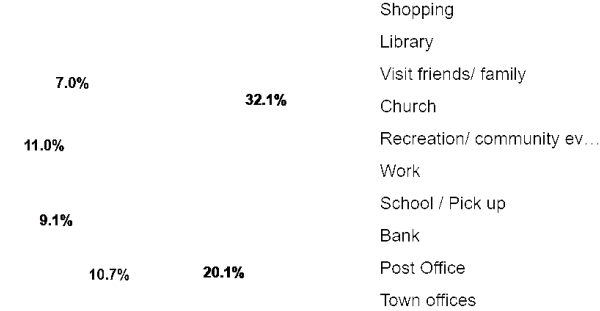 Shopping
Library
Visit friends/ family
Church
Recreation/ community ev…
Work
School / Pick up
Bank
Post Office
Town offices
7.0%
32.1%
11.0%
9.1%
10.7%
20.1%